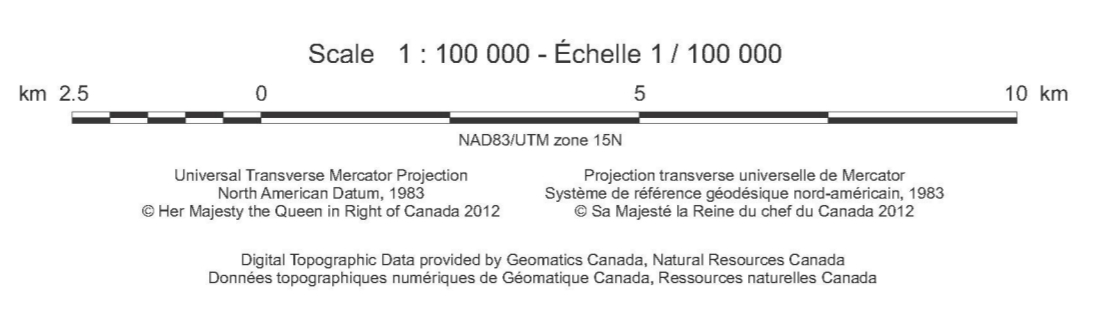 Scale 1 : 100 000 - Échelle 1 / 100 000
km 2.5 0 5 10 km
NAD83/UTM zone 15N
Universal Transverse Mercator Projection
North American Datum, 1983
© Her Majesty the Queen in Right of Canada 2012
Projection transverse universelle de Mercator
Système de référence géodésique nord-américain, 1983
© Sa Majesté la Reine du chef du Canada 2012
Digital Topographic Data provided by Geomatics Canada, Natural Resources Canada
Données topographiques numériques de Géomatique Canada, Ressources naturelles Canada